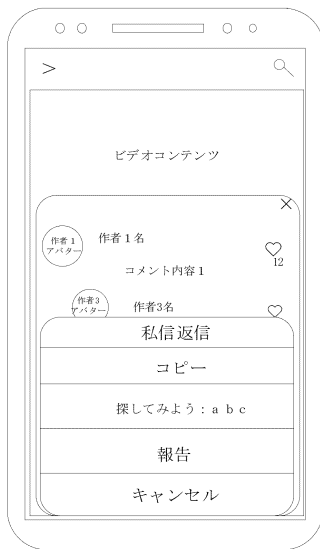 >
ビデオコンテンツ
作者1
アバター
作者1名
12
コメント内容1
作者3
アバター
作者3名
私信返信
コピー
探してみよう：ａｂｃ
報告
キャンセル